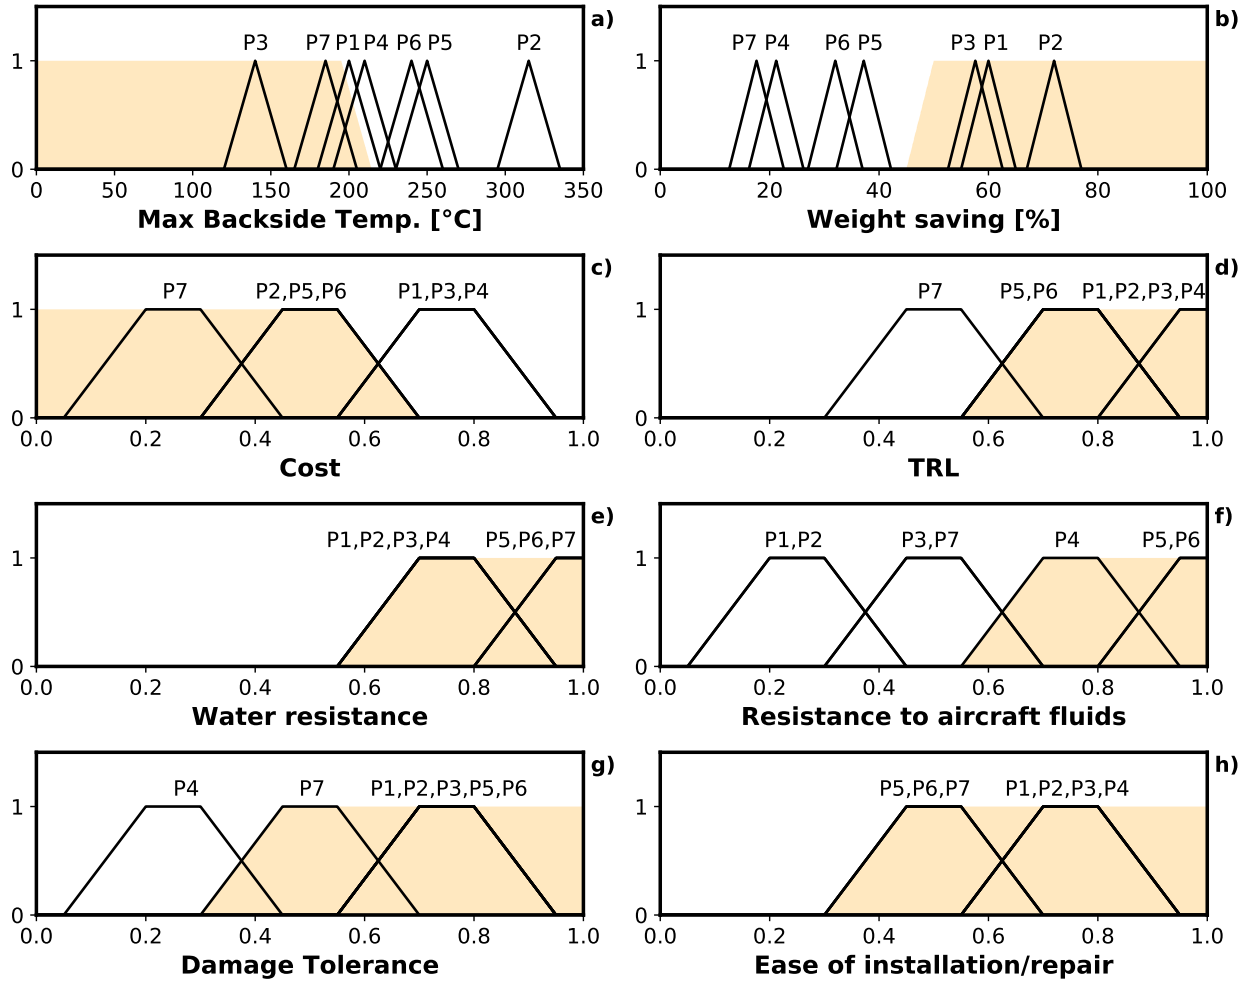 a)
P3 P7 P1 P4 P6 P5 P2
1
0
0 50 100 150 200 250 300 350
Max Backside Temp. [°C]
b)
P7 P4 P6 P5 P3 P1 P2
1
0
0 20 40 60 80 100
Weight saving [%]
c)
P7 P2,P5,P6 P1,P3,P4
1
0
0.0 0.2 0.4 0.6 0.8 1.0
Cost
d)
P7 P5,P6 P1,P2,P3,P4
1
0
0.0 0.2 0.4 0.6 0.8 1.0
TRL
e)
P1,P2,P3,P4 P5,P6,P7
1
0
0.0 0.2 0.4 0.6 0.8 1.0
Water resistance
f)
P1,P2 P3,P7 P4 P5,P6
1
0
0.0 0.2 0.4 0.6 0.8 1.0
Resistance to aircraft fluids
g)
P4 P7 P1,P2,P3,P5,P6
1
0
0.0 0.2 0.4 0.6 0.8 1.0
Damage Tolerance
h)
P5,P6,P7 P1,P2,P3,P4
1
0
0.0 0.2 0.4 0.6 0.8 1.0
Ease of installation/repair